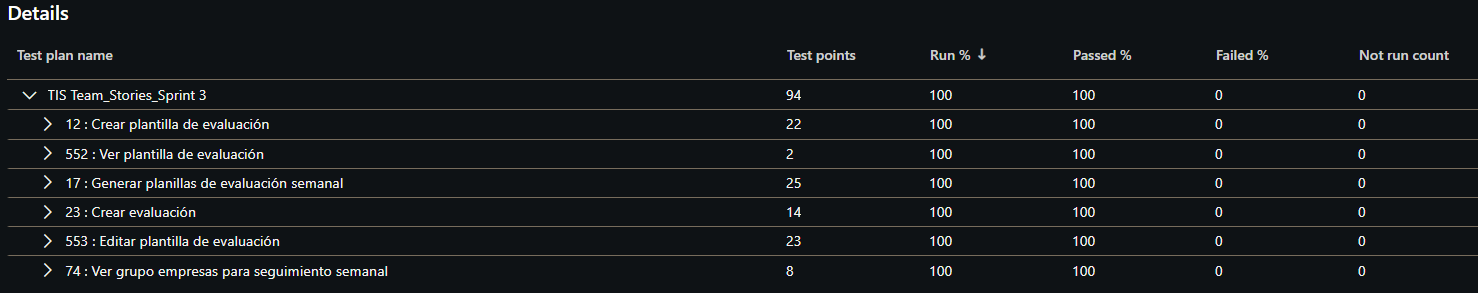 Details
Test plan name Test points Run % ↓ Passed % Failed % Not run count
TIS Team_Stories_Sprint 3 94 100 100 0 0
12 : Crear plantilla de evaluación 22 100 100 0 0
552 : Ver plantilla de evaluación 2 100 100 0 0
17 : Generar planillas de evaluación semanal 25 100 100 0 0
23 : Crear evaluación 14 100 100 0 0
553 : Editar plantilla de evaluación 23 100 100 0 0
74 : Ver grupo empresas para seguimiento semanal 8 100 100 0 0